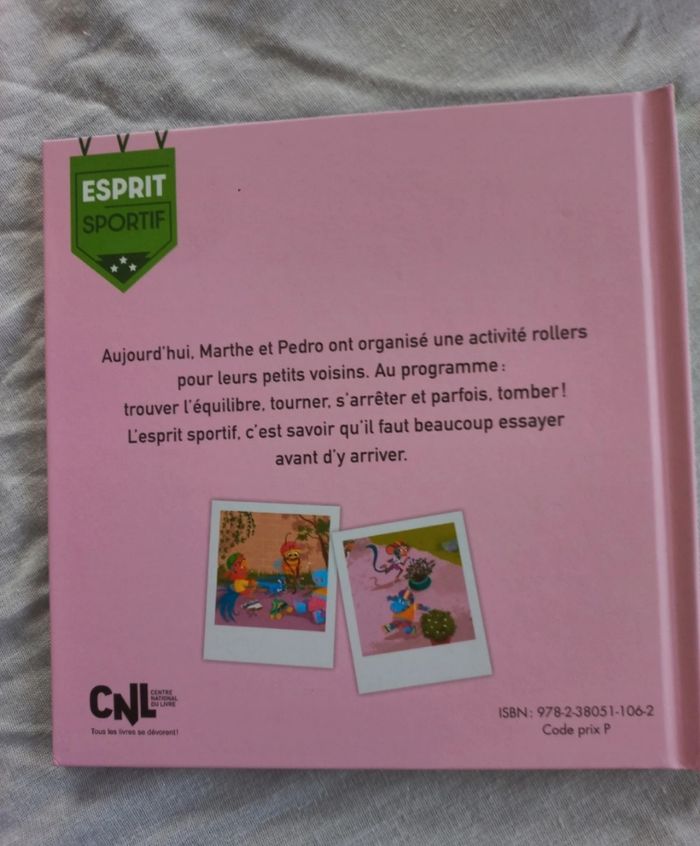 ESPRIT
SPORTIF
Aujourd'hui, Marthe et Pedro ont organisé une activité rollers
pour leurs petits voisins. Au programme :
trouver l'équilibre, tourner, s'arrêter et parfois, tomber !
L'esprit sportif, c'est savoir qu'il faut beaucoup essayer
avant d'y arriver.
CNL CENTRE
NATIONAL
DU LIVRE
Tous les livres se dévorent !
ISBN : 978-2-38051-106-2
Code prix P